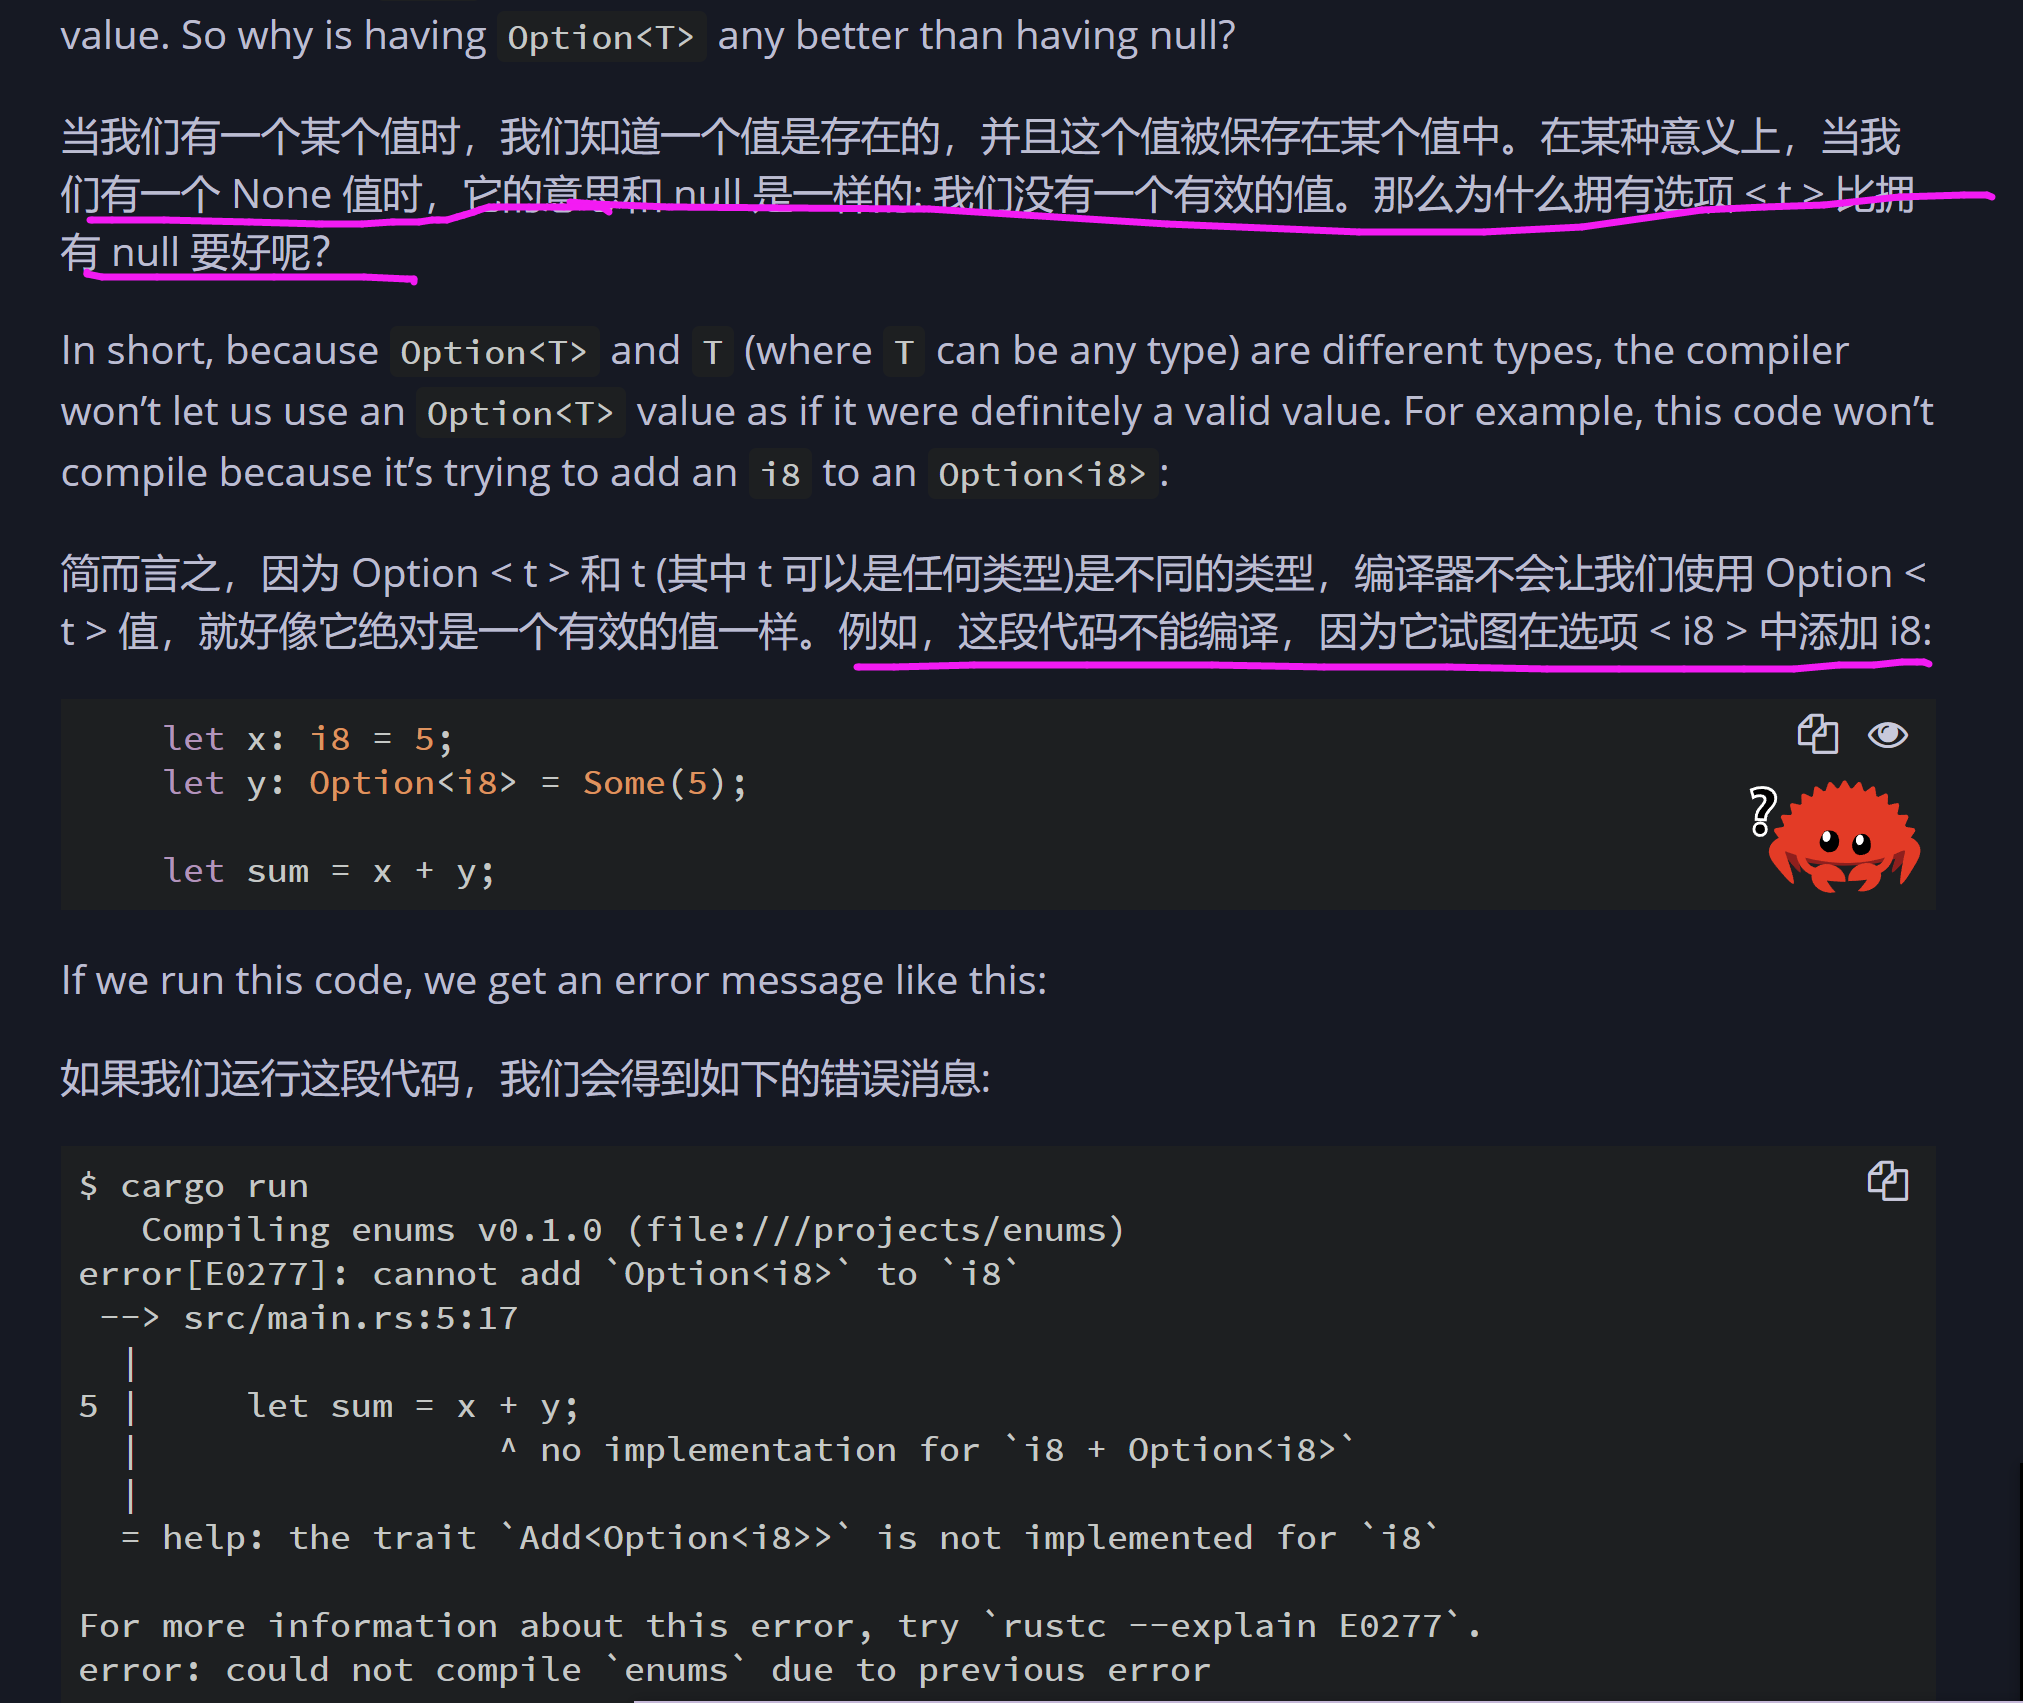 value. So why is having Option<T> any better than having null?
当我们有一个某个值时，我们知道一个值是存在的，并且这个值被保存在某个值中。在某种意义上，当我
们有一个 None 值时，它的意思和 null 是一样的: 我们没有一个有效的值。那么为什么拥有选项 < t > 比拥
有 null 要好呢?
In short, because Option<T> and T (where T can be any type) are different types, the compiler
won’t let us use an Option<T> value as if it were definitely a valid value. For example, this code won’t
compile because it’s trying to add an i8 to an Option<i8>:
简而言之，因为 Option < t > 和 t (其中 t 可以是任何类型)是不同的类型，编译器不会让我们使用 Option <
t > 值，就好像它绝对是一个有效的值一样。例如，这段代码不能编译，因为它试图在选项 < i8 > 中添加 i8:
let x: i8 = 5;
let y: Option<i8> = Some(5);
?
let sum = x + y;
If we run this code, we get an error message like this:
如果我们运行这段代码，我们会得到如下的错误消息:
$ cargo run
Compiling enums v0.1.0 (file:///projects/enums)
error[E0277]: cannot add `Option<i8>` to `i8`
--> src/main.rs:5:17
|
5 |     let sum = x + y;
|                 ^ no implementation for `i8 + Option<i8>`
|
= help: the trait `Add<Option<i8>>` is not implemented for `i8`
For more information about this error, try `rustc --explain E0277`.
error: could not compile `enums` due to previous error